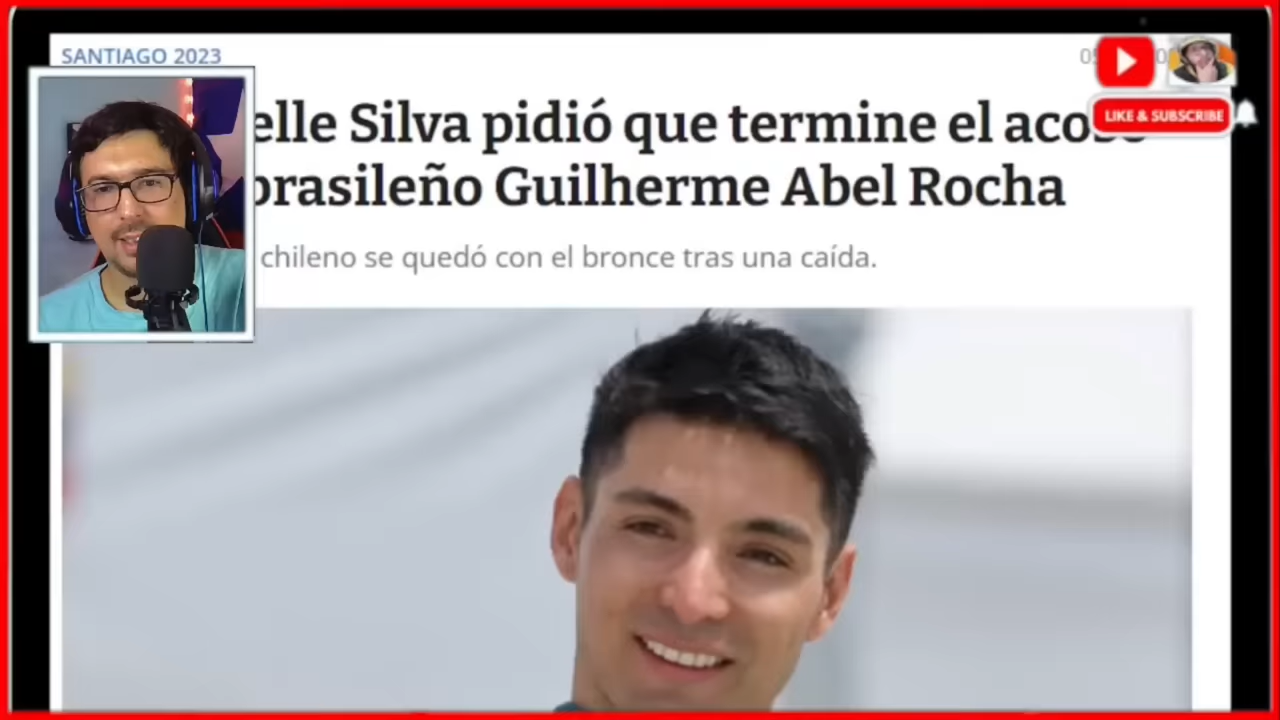 SANTIAGO 2023
elle Silva pidió que termine el acoso
brasileño Guilherme Abel Rocha
chileno se quedó con el bronce tras una caída.
LIKE & SUBSCRIBE